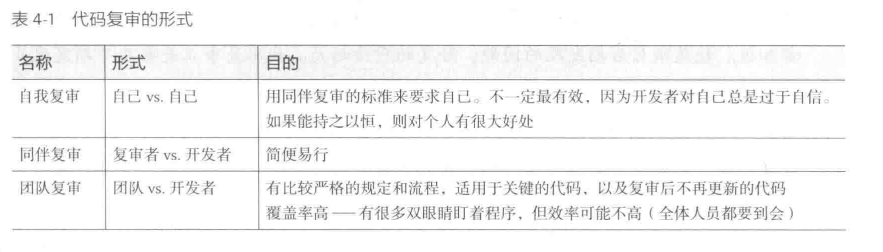 表 4-1 代码复审的形式
名称 形式 目的
自我复审 自己 vs. 自己 用同伴复审的标准来要求自己。不一定最有效，因为开发者对自己总是过于自信。
如果能持之以恒，则对个人有很大好处
同伴复审 复审者 vs. 开发者 简便易行
团队复审 团队 vs. 开发者 有比较严格的规定和流程，适用于关键的代码，以及复审后不再更新的代码
覆盖率高——有很多双眼睛盯着程序，但效率可能不高（全体人员都要到会）